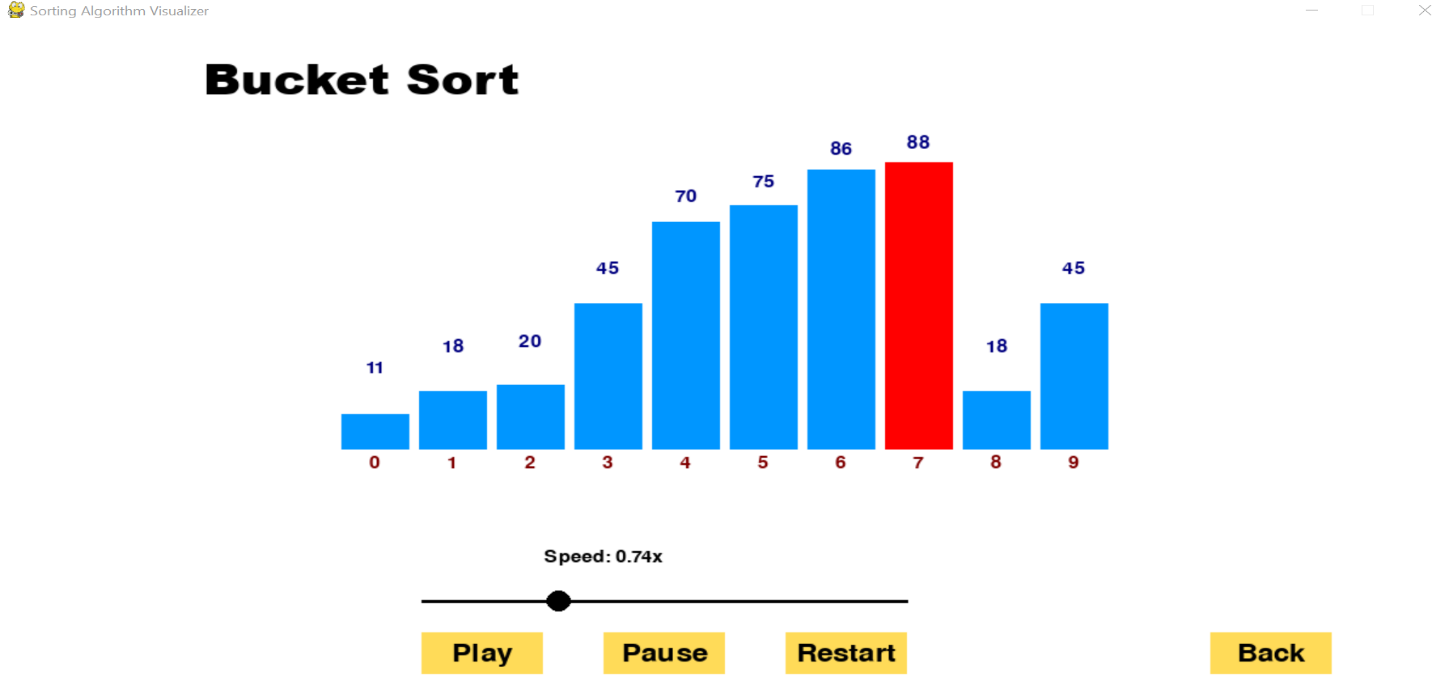 Sorting Algorithm Visualizer
Bucket Sort
11 18 20 45 70 75 86 88 18 45
0 1 2 3 4 5 6 7 8 9
Speed: 0.74x
Play Pause Restart Back